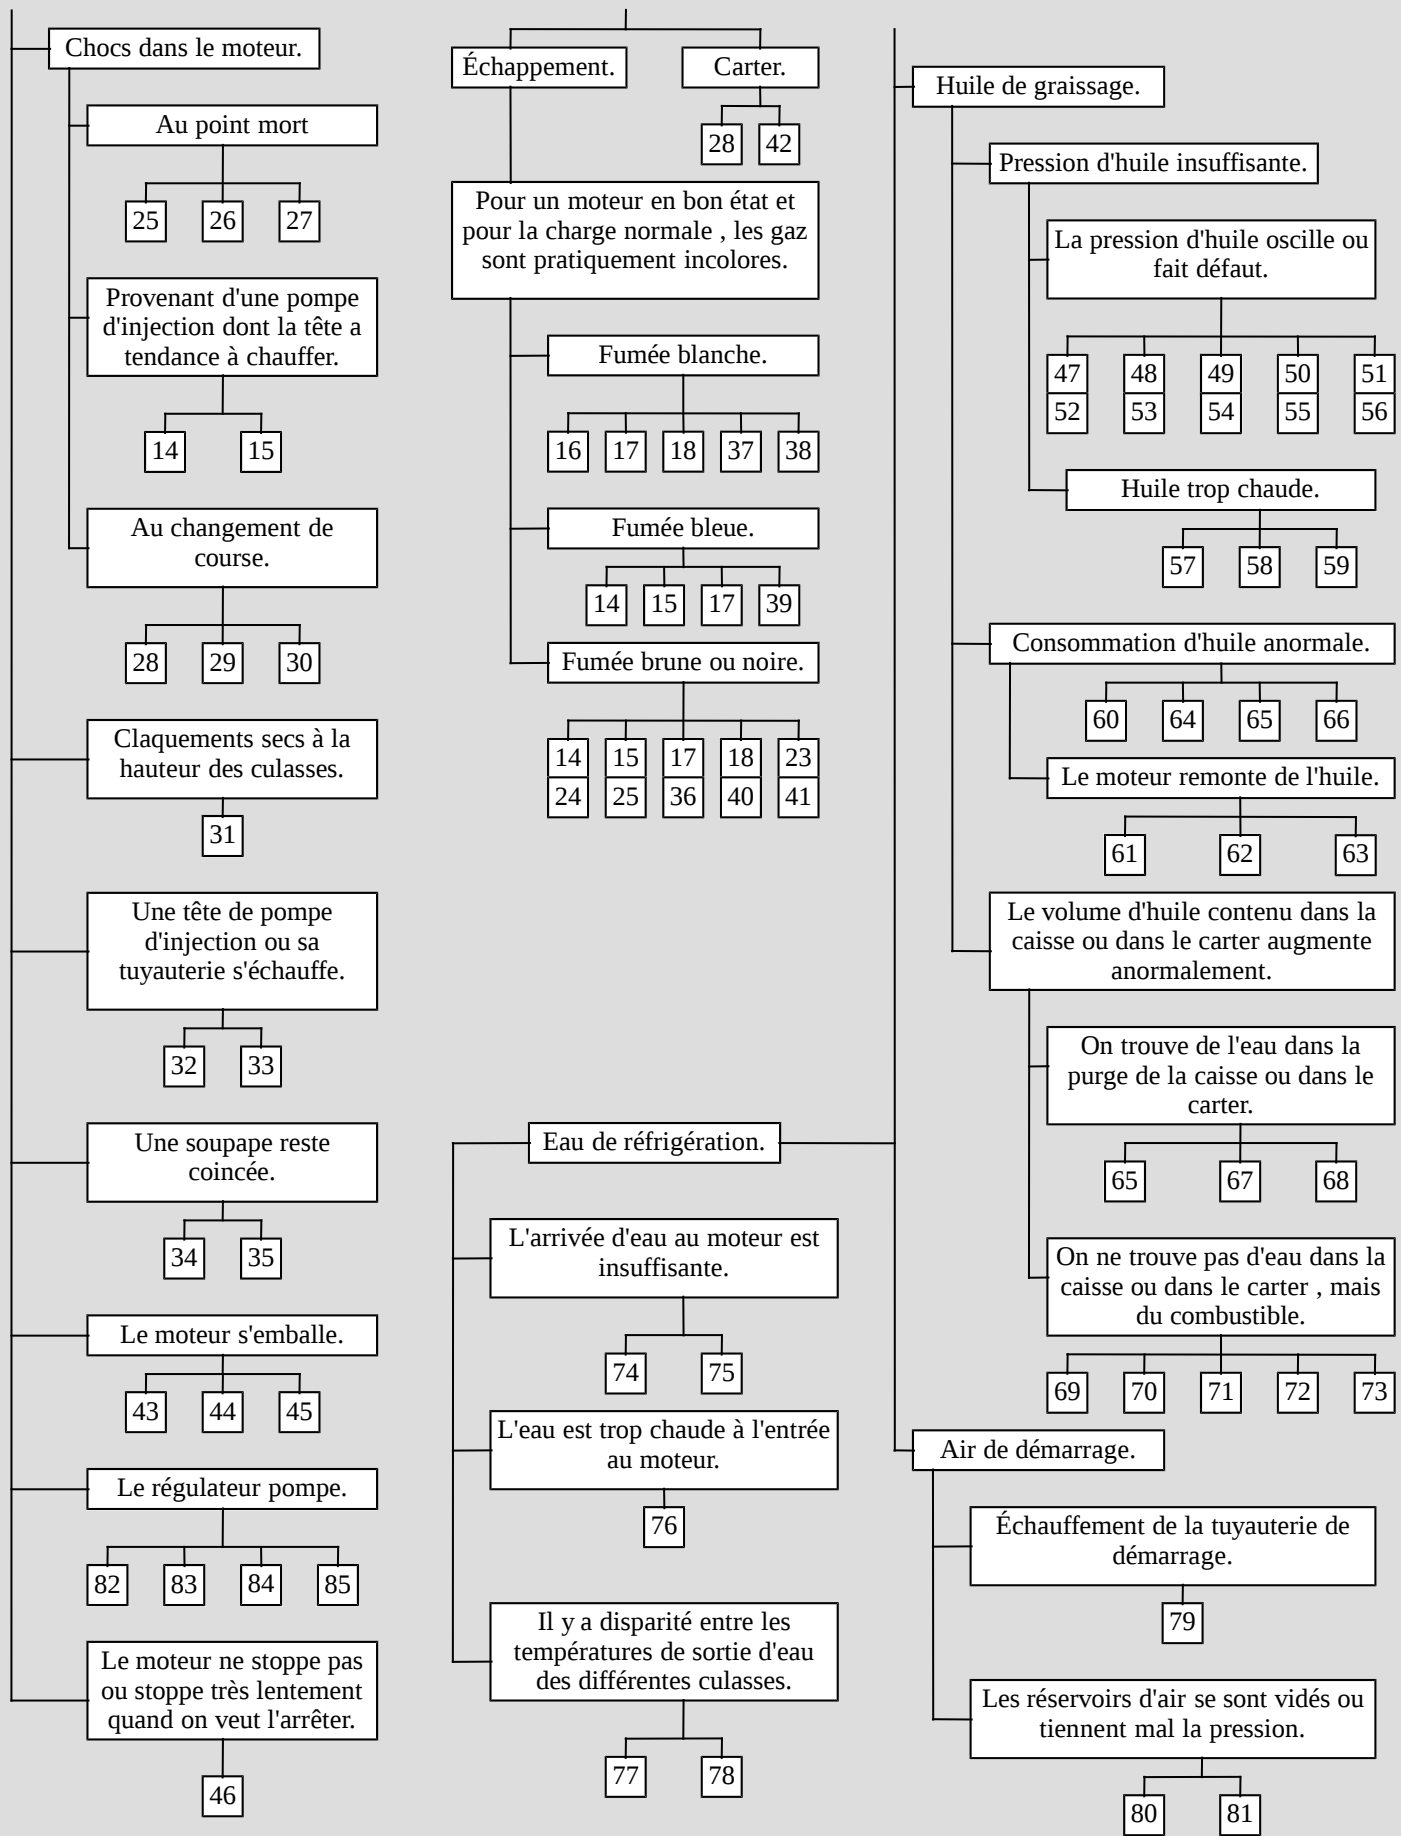 Chocs dans le moteur.
Au point mort
25 26 27
Provenant d'une pompe
d'injection dont la tête a
tendance à chauffer.
14 15
Au changement de
course.
28 29 30
Claquements secs à la
hauteur des culasses.
31
Une tête de pompe
d'injection ou sa
tuyauterie s'échauffe.
32 33
Une soupape reste
coincée.
34 35
Le moteur s'emballe.
43 44 45
Le régulateur pompe.
82 83 84 85
Le moteur ne stoppe pas
ou stoppe très lentement
quand on veut l'arrêter.
46
Échappement.
Carter.
28 42
Pour un moteur en bon état et
pour la charge normale , les gaz
sont pratiquement incolores.
Fumée blanche.
16 17 18 37 38
Fumée bleue.
14 15 17 39
Fumée brune ou noire.
14 15 17 18 23
24 25 36 40 41
Eau de réfrigération.
L'arrivée d'eau au moteur est
insuffisante.
74 75
L'eau est trop chaude à l'entrée
au moteur.
76
Il y a disparité entre les
températures de sortie d'eau
des différentes culasses.
77 78
Huile de graissage.
Pression d'huile insuffisante.
La pression d'huile oscille ou
fait défaut.
47 48 49 50 51
52 53 54 55 56
Huile trop chaude.
57 58 59
Consommation d'huile anormale.
60 64 65 66
Le moteur remonte de l'huile.
61 62 63
Le volume d'huile contenu dans la
caisse ou dans le carter augmente
anormalement.
On trouve de l'eau dans la
purge de la caisse ou dans le
carter.
65 67 68
On ne trouve pas d'eau dans la
caisse ou dans le carter , mais
du combustible.
69 70 71 72 73
Air de démarrage.
Échauffement de la tuyauterie de
démarrage.
79
Les réservoirs d'air se sont vidés ou
tiennent mal la pression.
80 81